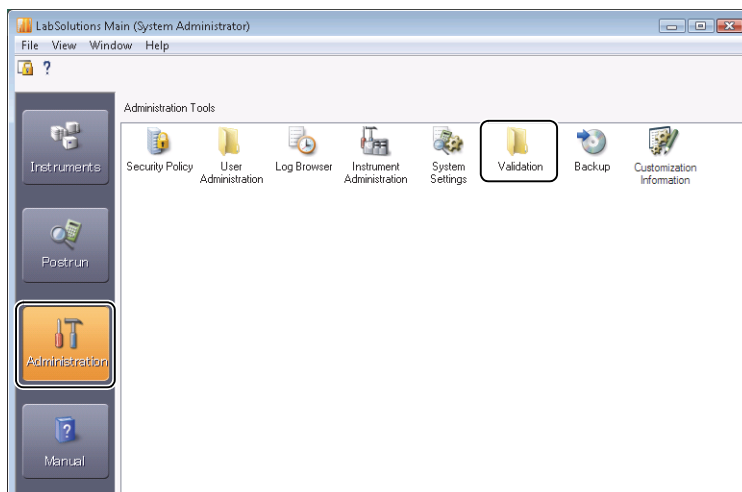 LabSolutions Main (System Administrator)
File View Window Help
?
Administration Tools
Instruments
Security Policy
User
Administration
Log Browser
Instrument
Administration
System
Settings
Validation
Backup
Customization
Information
Postrun
Administration
?
Manual